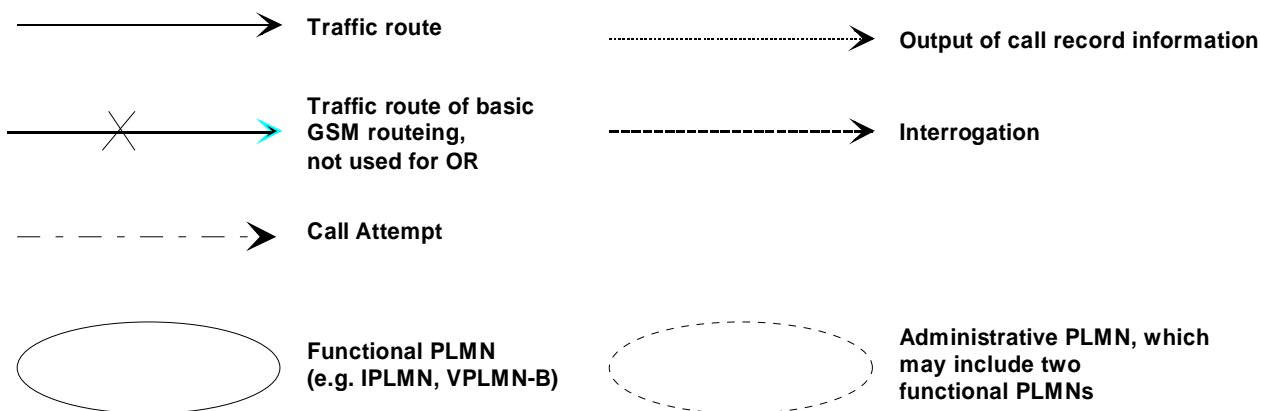 Traffic route
Output of call record information
Traffic route of basic
GSM routeing,
not used for OR
Interrogation
Call Attempt
Functional PLMN
(e.g. IPLMN, VPLMN-B)
Administrative PLMN, which
may include two
functional PLMNs